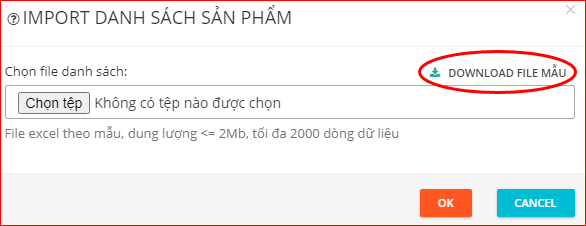 IMPORT DANH SÁCH SẢN PHẨM
Chọn file danh sách:
DOWNLOAD FILE MẪU
Chọn tệp Không có tệp nào được chọn
File excel theo mẫu, dung lượng <= 2Mb, tối đa 2000 dòng dữ liệu
OK
CANCEL